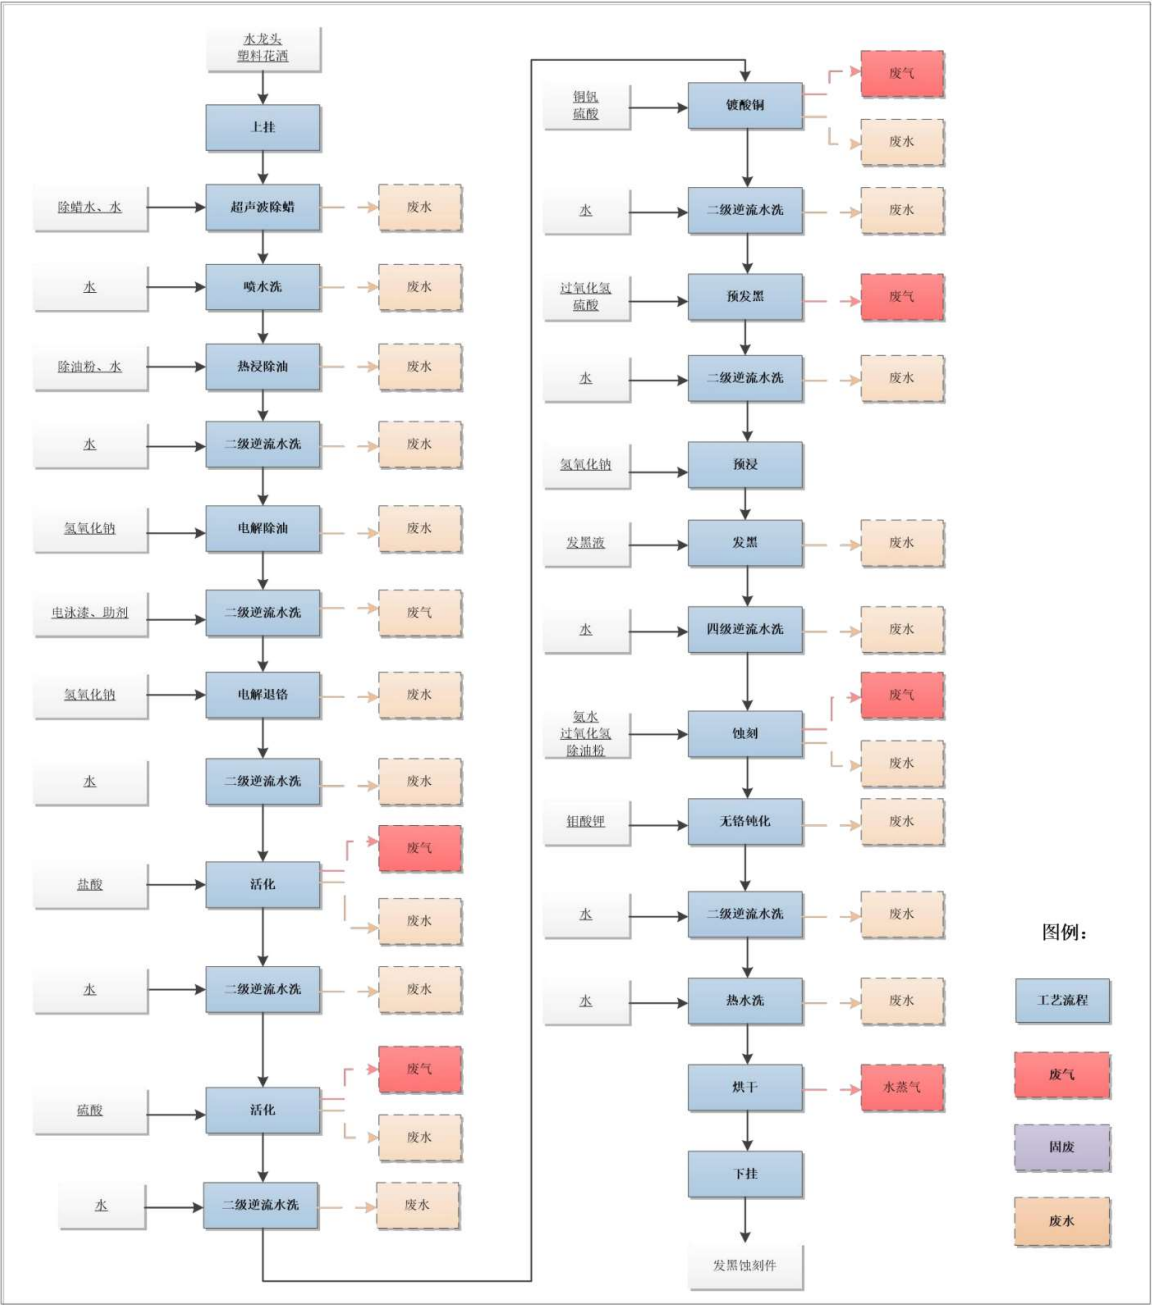 水龙头
塑料花洒
上挂
除蜡水、水
超声波除蜡
废水
水
喷水洗
废水
除油粉、水
热浸除油
废水
水
二级逆流水洗
废水
氢氧化钠
电解除油
废水
电泳漆、助剂
二级逆流水洗
废气
氢氧化钠
电解退铬
废水
水
二级逆流水洗
废水
盐酸
活化
废气
废水
水
二级逆流水洗
废水
硫酸
活化
废气
废水
水
二级逆流水洗
废水
铜钒
硫酸
镀酸铜
废气
废水
水
二级逆流水洗
废水
过氧化氢
硫酸
预发黑
废气
水
二级逆流水洗
废水
氢氧化钠
预浸
发黑液
发黑
废水
水
四级逆流水洗
废水
氨水
过氧化氢
除油粉
蚀刻
废气
废水
钼酸钾
无铬钝化
废水
水
二级逆流水洗
废水
水
热水洗
废水
烘干
水蒸气
下挂
发黑蚀刻件
图例：
工艺流程
废气
固废
废水